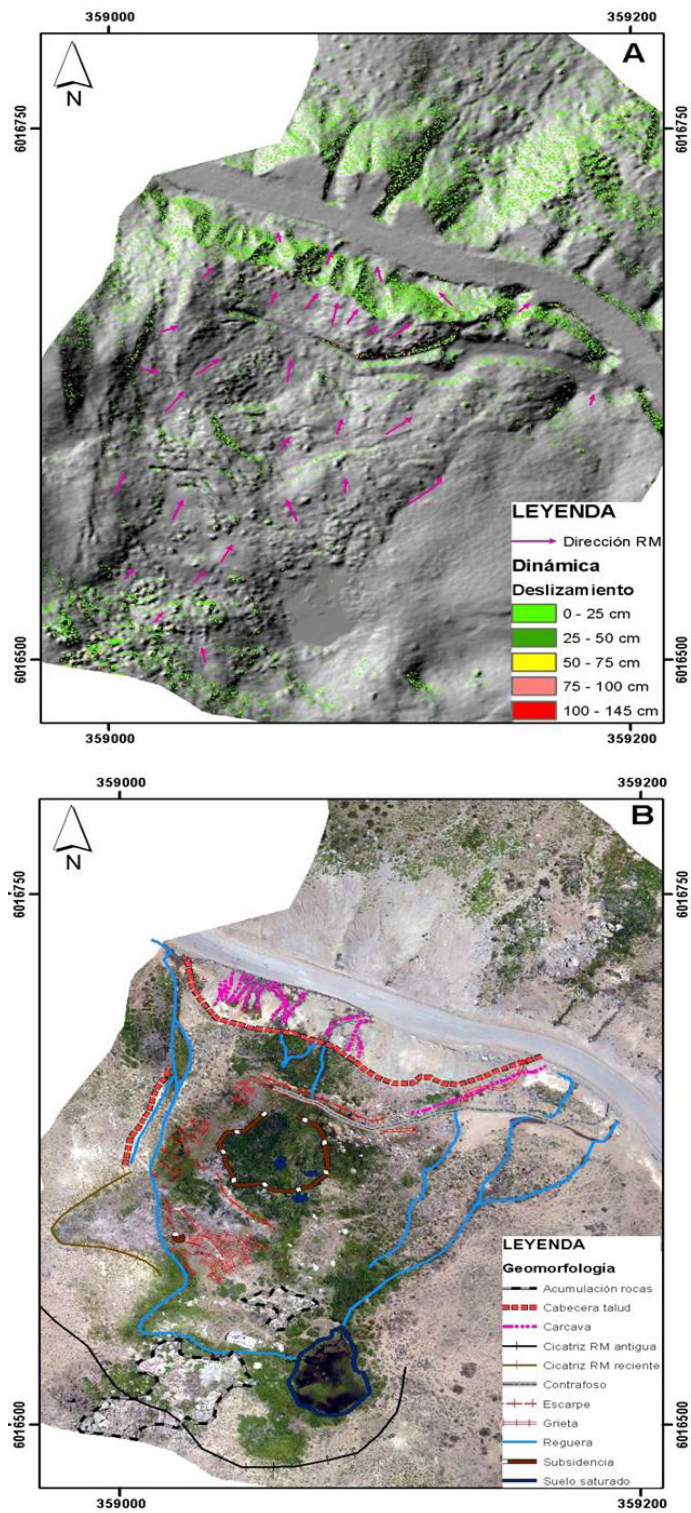 359000
359200
A
N
6016750
6016750
6016500
6016500
LEYENDA
Dirección RM
Dinámica
Deslizamiento
0 - 25 cm
25 - 50 cm
50 - 75 cm
75 - 100 cm
100 - 145 cm
359000
359200
359000
359200
B
N
6016750
6016750
6016500
6016500
LEYENDA
Geomorfología
Acumulación rocas
Cabecera talud
Carcava
Cicatriz RM antigua
Cicatriz RM reciente
Contrafoso
Escarpe
Grieta
Reguera
Subsidencia
Suelo saturado
359000
359200